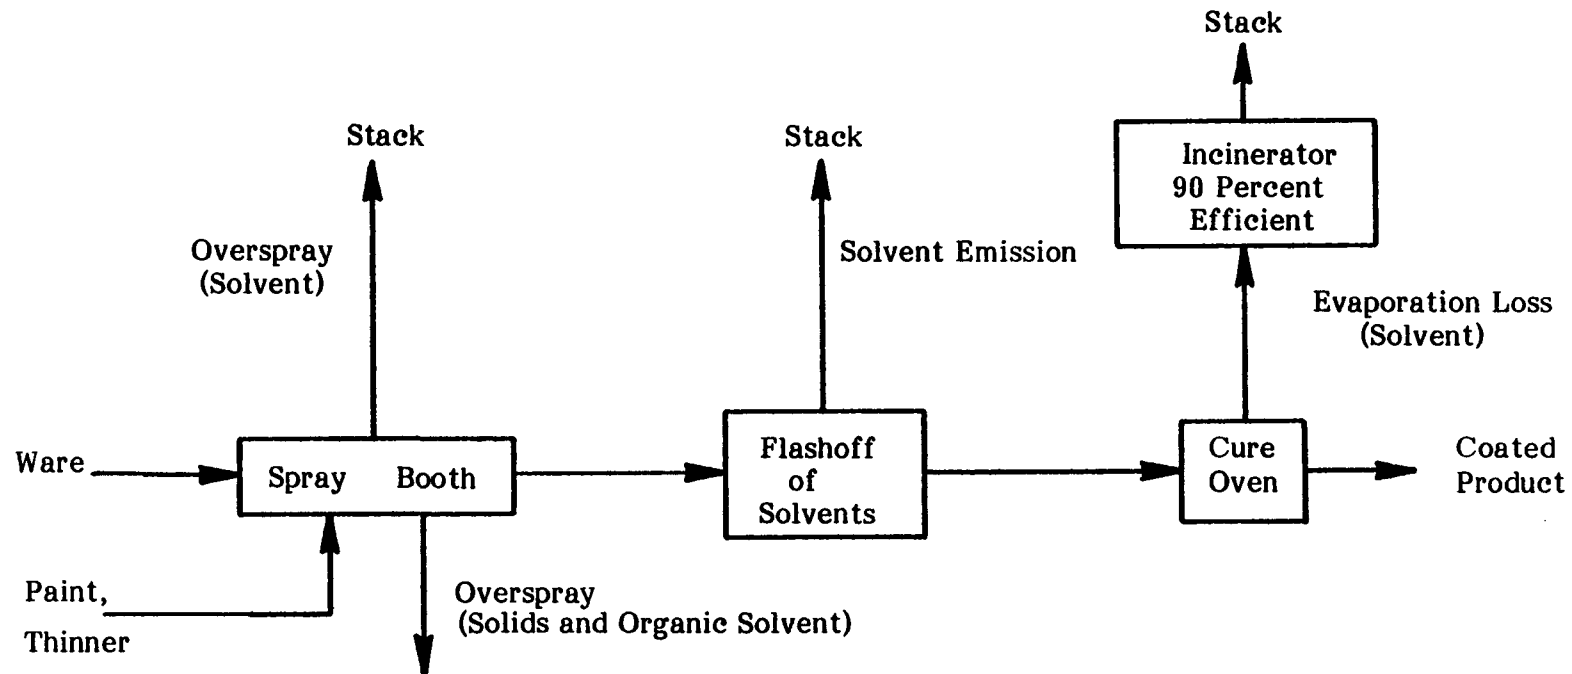 Stack
Stack
Stack
Incinerator
90 Percent
Efficient
Overspray
(Solvent)
Solvent Emission
Evaporation Loss
(Solvent)
Ware
Spray Booth
Flashoff
of
Solvents
Cure
Oven
Coated
Product
Paint,
Thinner
Overspray
(Solids and Organic Solvent)